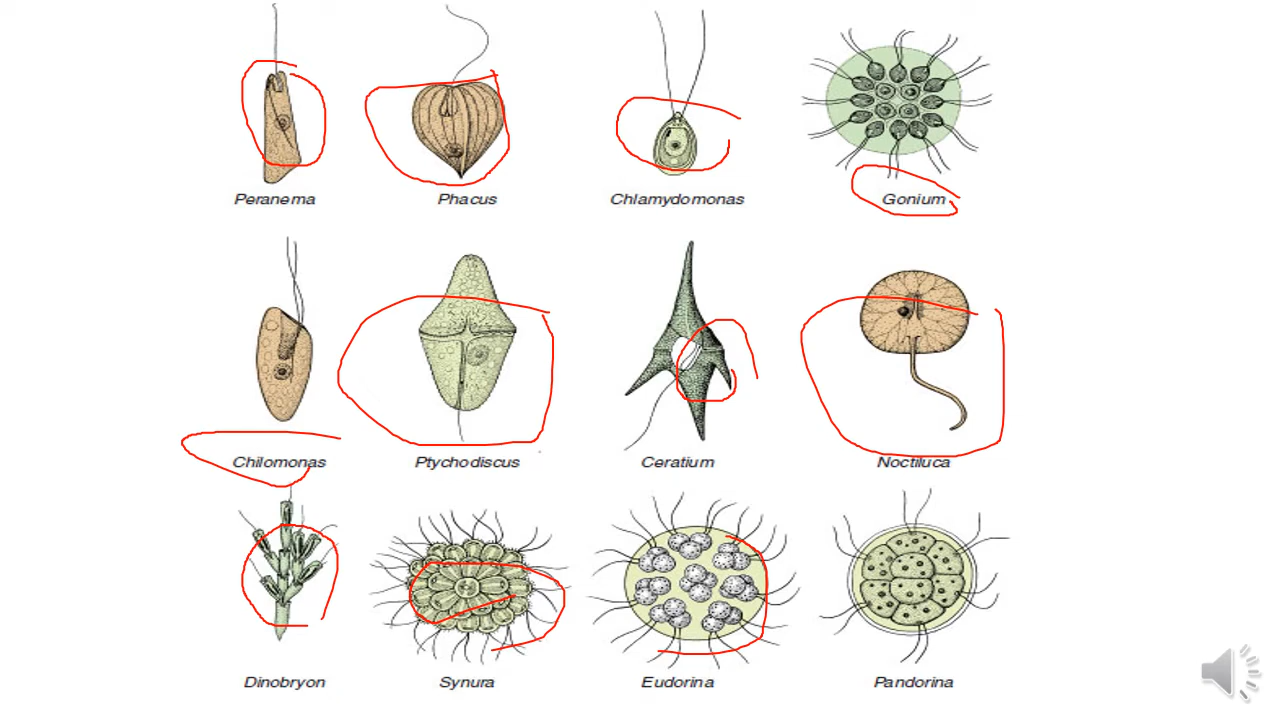 Peranema Phacus Chlamydomonas Gonium
Chilomonas Ptychodiscus Ceratium Noctiluca
Dinobryon Synura Eudorina Pandorina